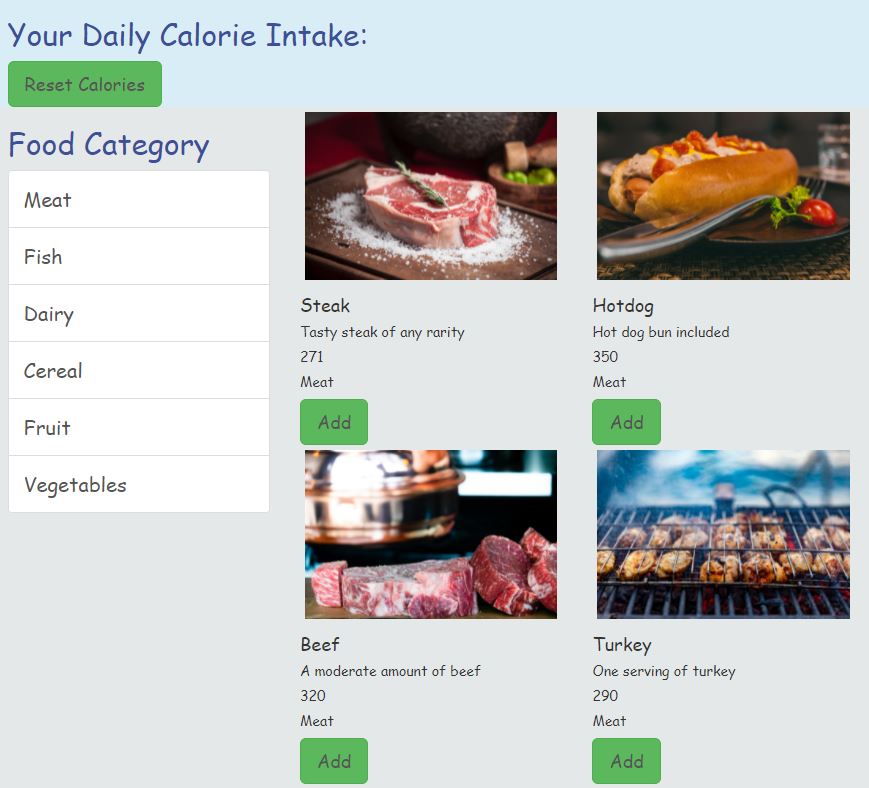 Your Daily Calorie Intake:
Reset Calories
Food Category
Meat
Fish
Dairy
Cereal
Fruit
Vegetables
Steak
Tasty steak of any rarity
271
Meat
Add
Hotdog
Hot dog bun included
350
Meat
Add
Beef
A moderate amount of beef
320
Meat
Add
Turkey
One serving of turkey
290
Meat
Add